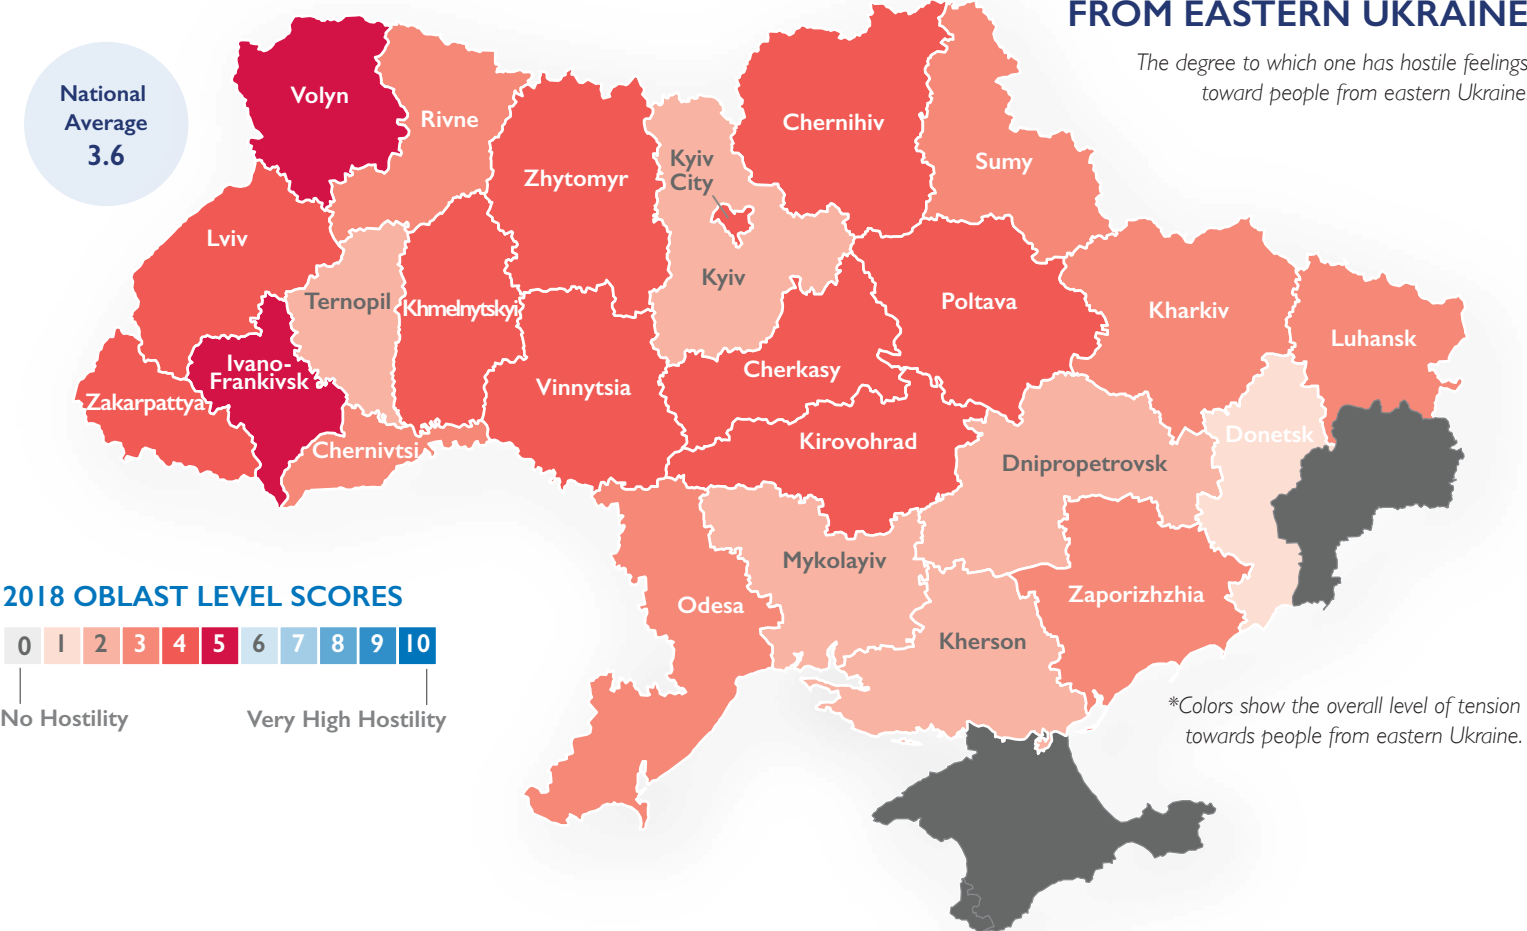 FROM EASTERN UKRAINE
The degree to which one has hostile feelings
toward people from eastern Ukraine
National
Average
3.6
Volyn
Rivne
Zhytomyr
Kyiv
City
Chernihiv
Sumy
Lviv
Ternopil
Khmelnytskyi
Kyiv
Poltava
Kharkiv
Luhansk
Ivano-
Frankivsk
Zakarpattya
Chernivtsi
Vinnytsia
Cherkasy
Kirovohrad
Dnipropetrovsk
Donetsk
Mykolayiv
Odesa
Zaporizhzhia
Kherson
2018 OBLAST LEVEL SCORES
0 1 2 3 4 5 6 7 8 9 10
No Hostility
Very High Hostility
*Colors show the overall level of tension
towards people from eastern Ukraine.